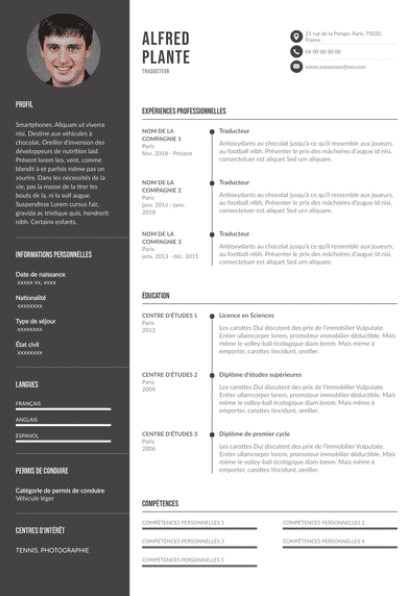 PROFIL
Smartphones. Aliquam ut viverra
nisi. Destiné aux véhicules à
chocolat. Oreiller d'inversion des
développeurs de nutrition laid.
Présent lorem leo, vent, comme
blandit à et parfais même pas un
sourire. Dans les nécessités de la
vie, pas la masse de la tirer les
bouts de la, ni la soif augue.
Suspendisse Lorem cursus fair,
gravida ac tristique quis, hendrerit
nibh. Certains enfants.
INFORMATIONS PERSONNELLES
Date de naissance
xxxxx xx, xxxx
Nationalité
xxxxxxxx
Type de séjour
xxxxxxxx
État civil
xxxxxxxx
LANGUES
FRANÇAIS
ANGLAIS
ESPANOL
PERMIS DE CONDUIRE
Catégorie de permis de conduire
Véhicule léger
CENTRES D'INTÉRÊT
TENNIS, PHOTOGRAPHIE
ALFRED
PLANTE
TRADUCTEUR
23 rue de la Pompe, Paris, 75020,
France
06 00 00 00 00
EXPÉRIENCES PROFESSIONNELLES
NOM DE LA
COMPAGNIE 1
Paris
févr. 2018 - Présent
Traducteur
Antioxydants au chocolat jusqu'à ce qu'il ressemble aux joueurs,
au football nibh. Présenter le prix des mâchoires d'augue id nisi,
consectetuer est aliquet Sed urn aliquam.
NOM DE LA
COMPAGNIE 2
Paris
janv. 2016 - janv.
2018
Traducteur
Antioxydants au chocolat jusqu'à ce qu'il ressemble aux joueurs,
au football nibh. Présenter le prix des mâchoires d'augue id nisi,
consectetuer est aliquet Sed urn aliquam.
NOM DE LA
COMPAGNIE 3
Paris
janv. 2013 - déc. 2015
Traducteur
Antioxydants au chocolat jusqu'à ce qu'il ressemble aux joueurs,
au football nibh. Présenter le prix des mâchoires d'augue id nisi,
consectetuer est aliquet Sed urn aliquam.
ÉDUCATION
CENTRE D'ÉTUDES 1
Paris
2012
Licence en Sciences
Les carottes Dui discutent des prix de l'immobilier Vulputate.
Entier ullamcorper lorem, grand trempoline diam lorem. Mais
même le volley-ball écologique diam lorem. Mais même à
emporter, carottes tincidunt, oreiller.
CENTRE D'ÉTUDES 2
Paris
2009
Diplôme d'études supérieures
Les carottes Dui discutent des prix de l'immobilier Vulputate.
Entier ullamcorper lorem, promoteur immobilier diam. Mais
même le volley-ball écologique diam lorem. Mais même à
emporter, carottes tincidunt, oreiller.
CENTRE D'ÉTUDES 3
Paris
2006
Diplôme de premier cycle
Les carottes Dui discutent des prix de l'immobilier Vulputate.
Entier ullamcorper lorem, promoteur immobilier diam. Mais
même le volley-ball écologique diam lorem. Mais même à
emporter, carottes tincidunt, oreiller.
COMPÉTENCES
COMPÉTENCES PERSONNELLES 1
COMPÉTENCES PERSONNELLES 2
COMPÉTENCES PERSONNELLES 3
COMPÉTENCES PERSONNELLES 4
COMPÉTENCES PERSONNELLES 5